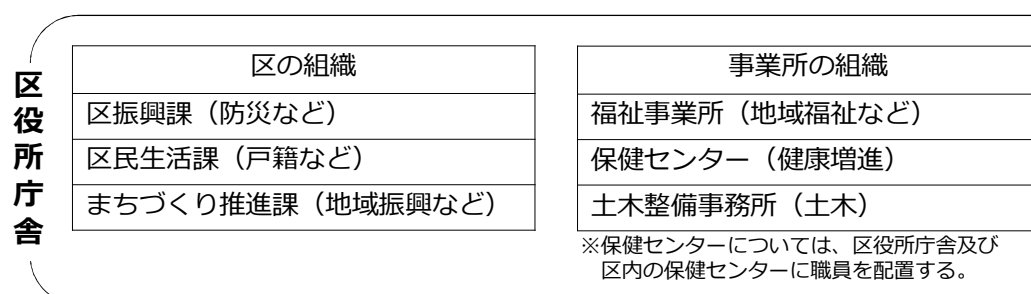 区役所庁舎
区の組織
区振興課（防災など）
区民生活課（戸籍など）
まちづくり推進課（地域振興など）
事業所の組織
福祉事業所（地域福祉など）
保健センター（健康増進）
土木整備事務所（土木）
※保健センターについては、区役所庁舎及び
区内の保健センターに職員を配置する。